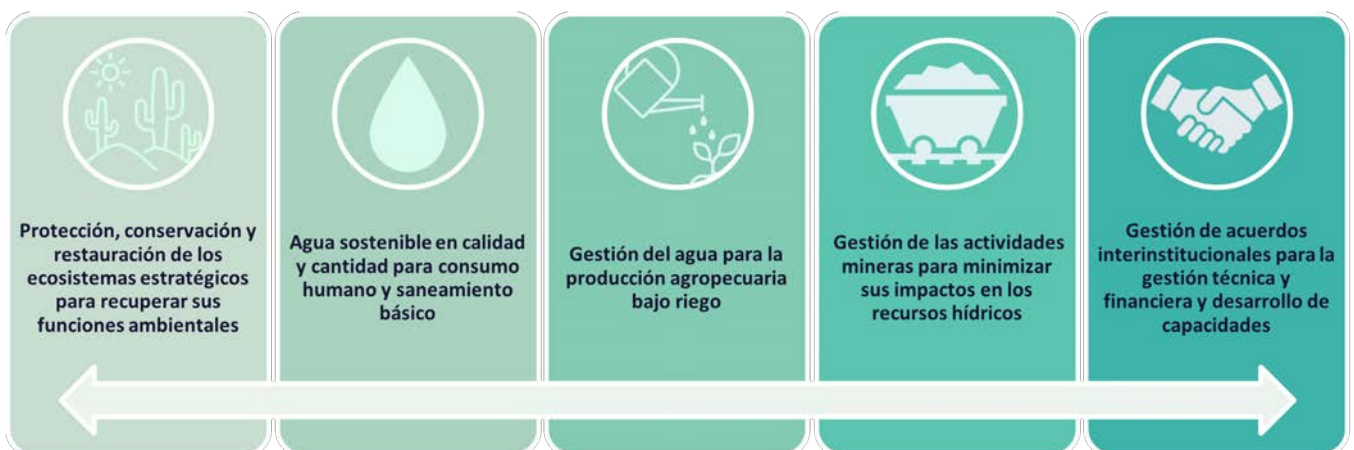 Protección, conservación y
restauración de los
ecosistemas estratégicos
para recuperar sus
funciones ambientales
Agua sostenible en calidad
y cantidad para consumo
humano y saneamiento
básico
Gestión del agua para la
producción agropecuaria
bajo riego
Gestión de las actividades
mineras para minimizar
sus impactos en los
recursos hídricos
Gestión de acuerdos
interinstitucionales para la
gestión técnica y
financiera y desarrollo de
capacidades